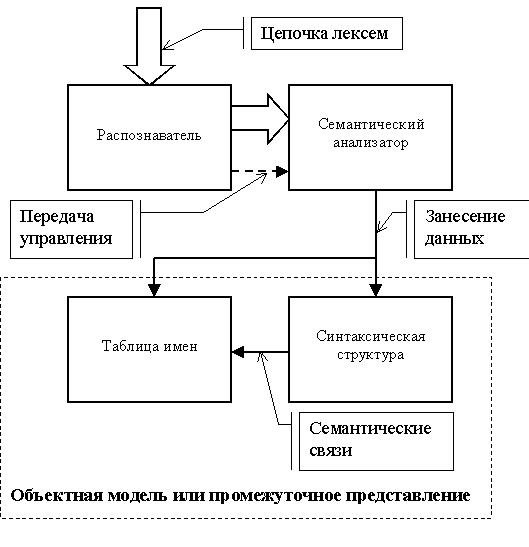 Цепочка лексем
Распознаватель
Семантический
анализатор
Передача
управления
Занесение
данных
Таблица имен
Синтаксическая
структура
Семантические
связи
Объектная модель или промежуточное представление